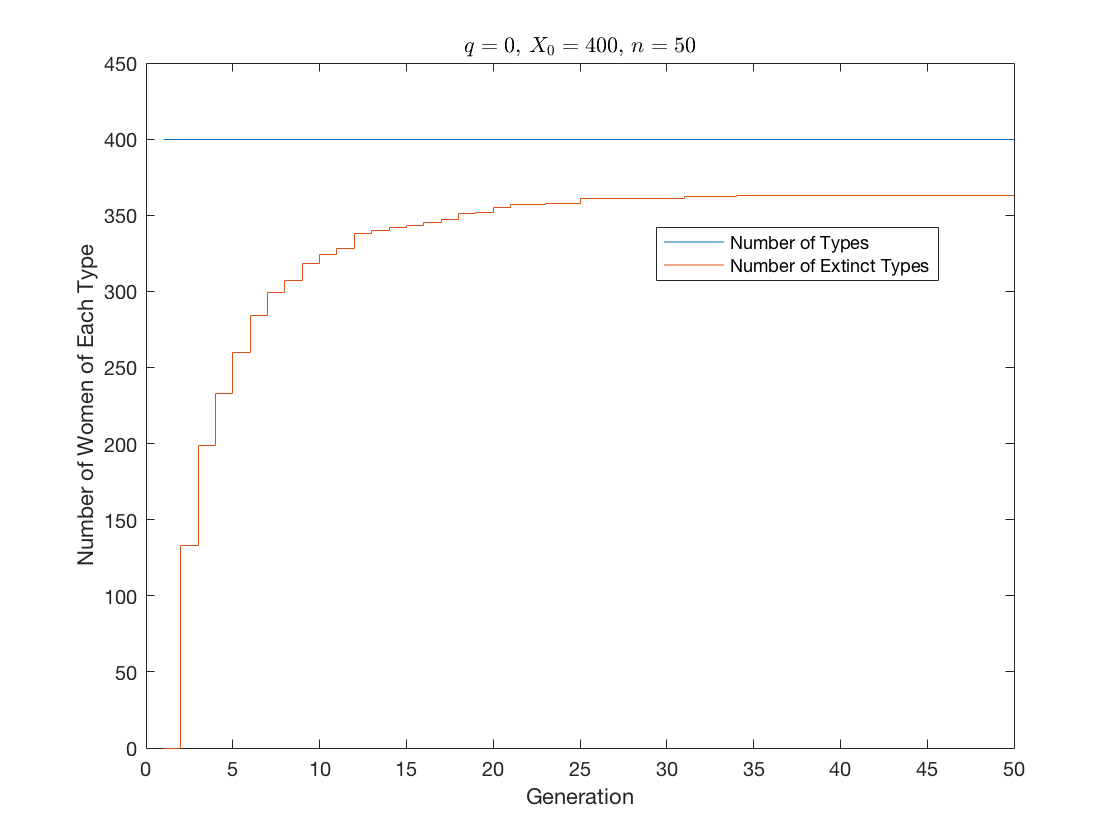 q = 0, X₀ = 400, n = 50
450
400
350
300
250
200
150
100
50
0
Number of Women of Each Type
Number of Types
Number of Extinct Types
0 5 10 15 20 25 30 35 40 45 50
Generation